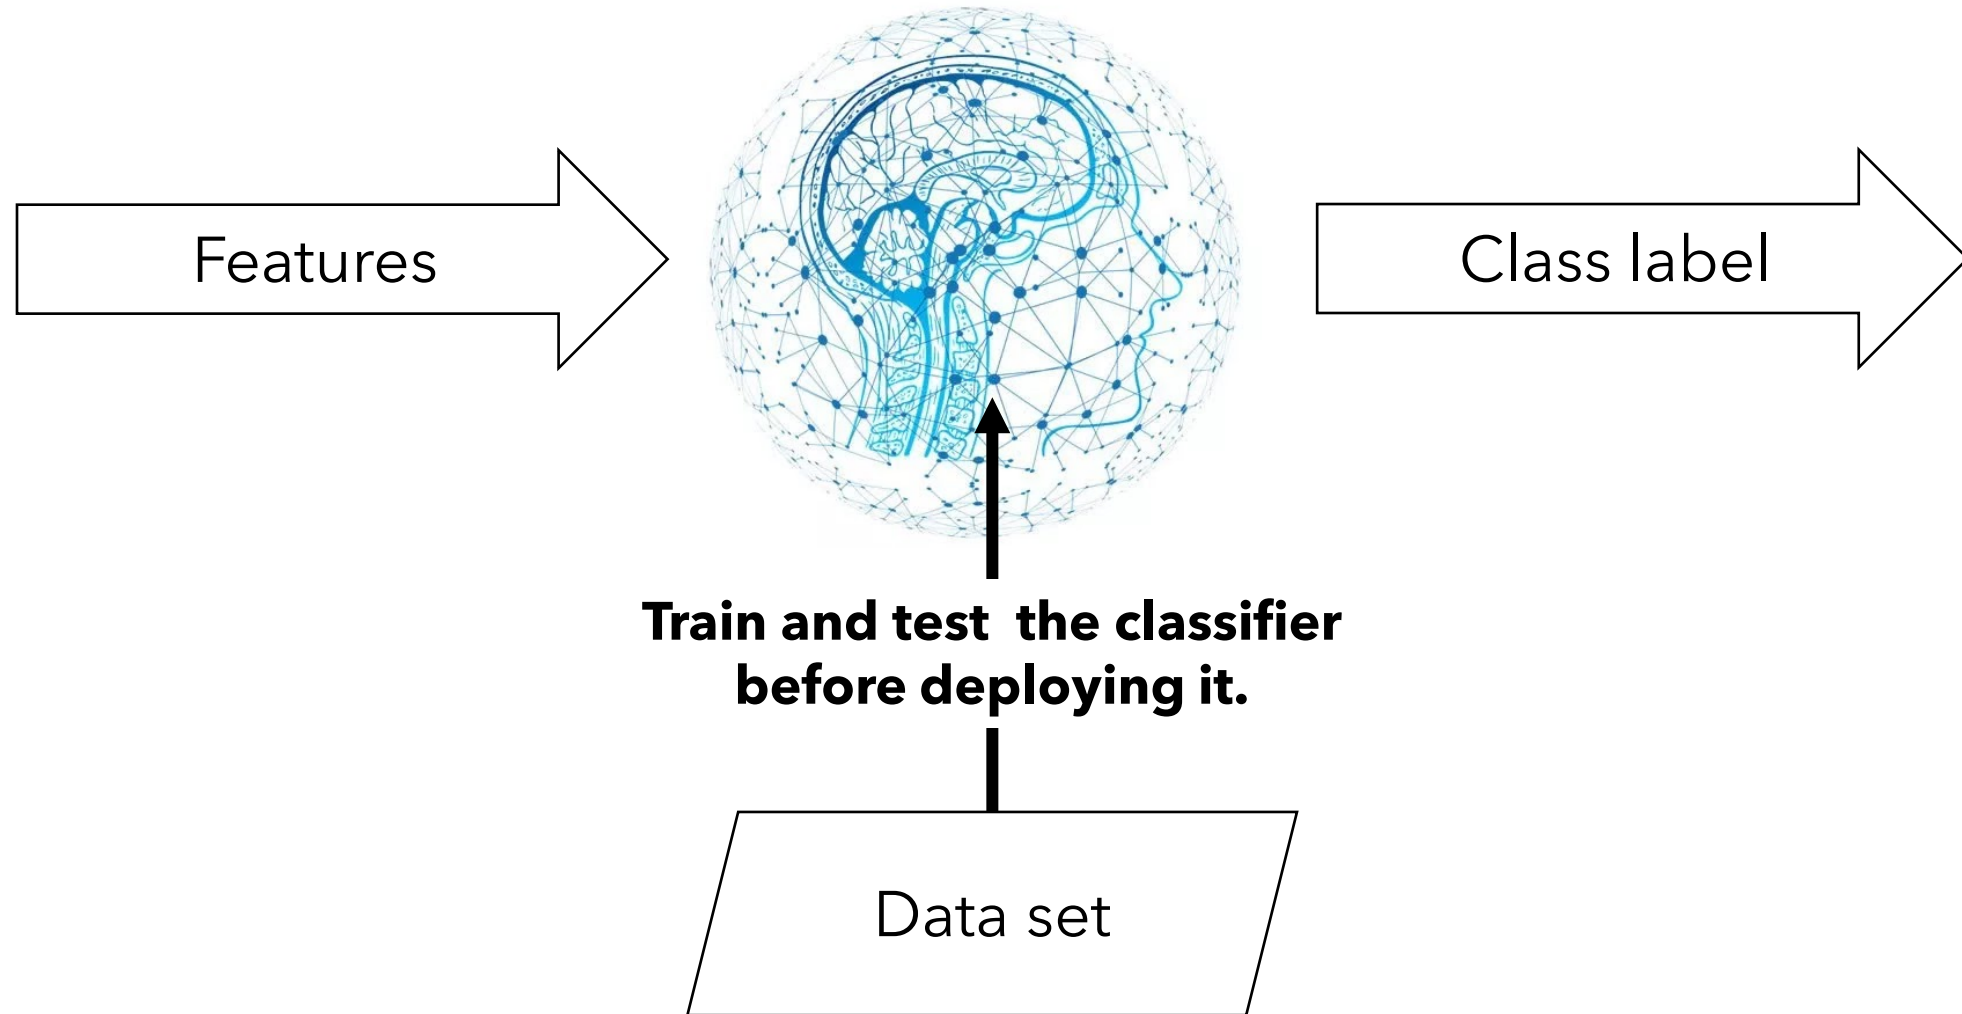 Features
Class label
Train and test  the classifier
before deploying it.
Data set